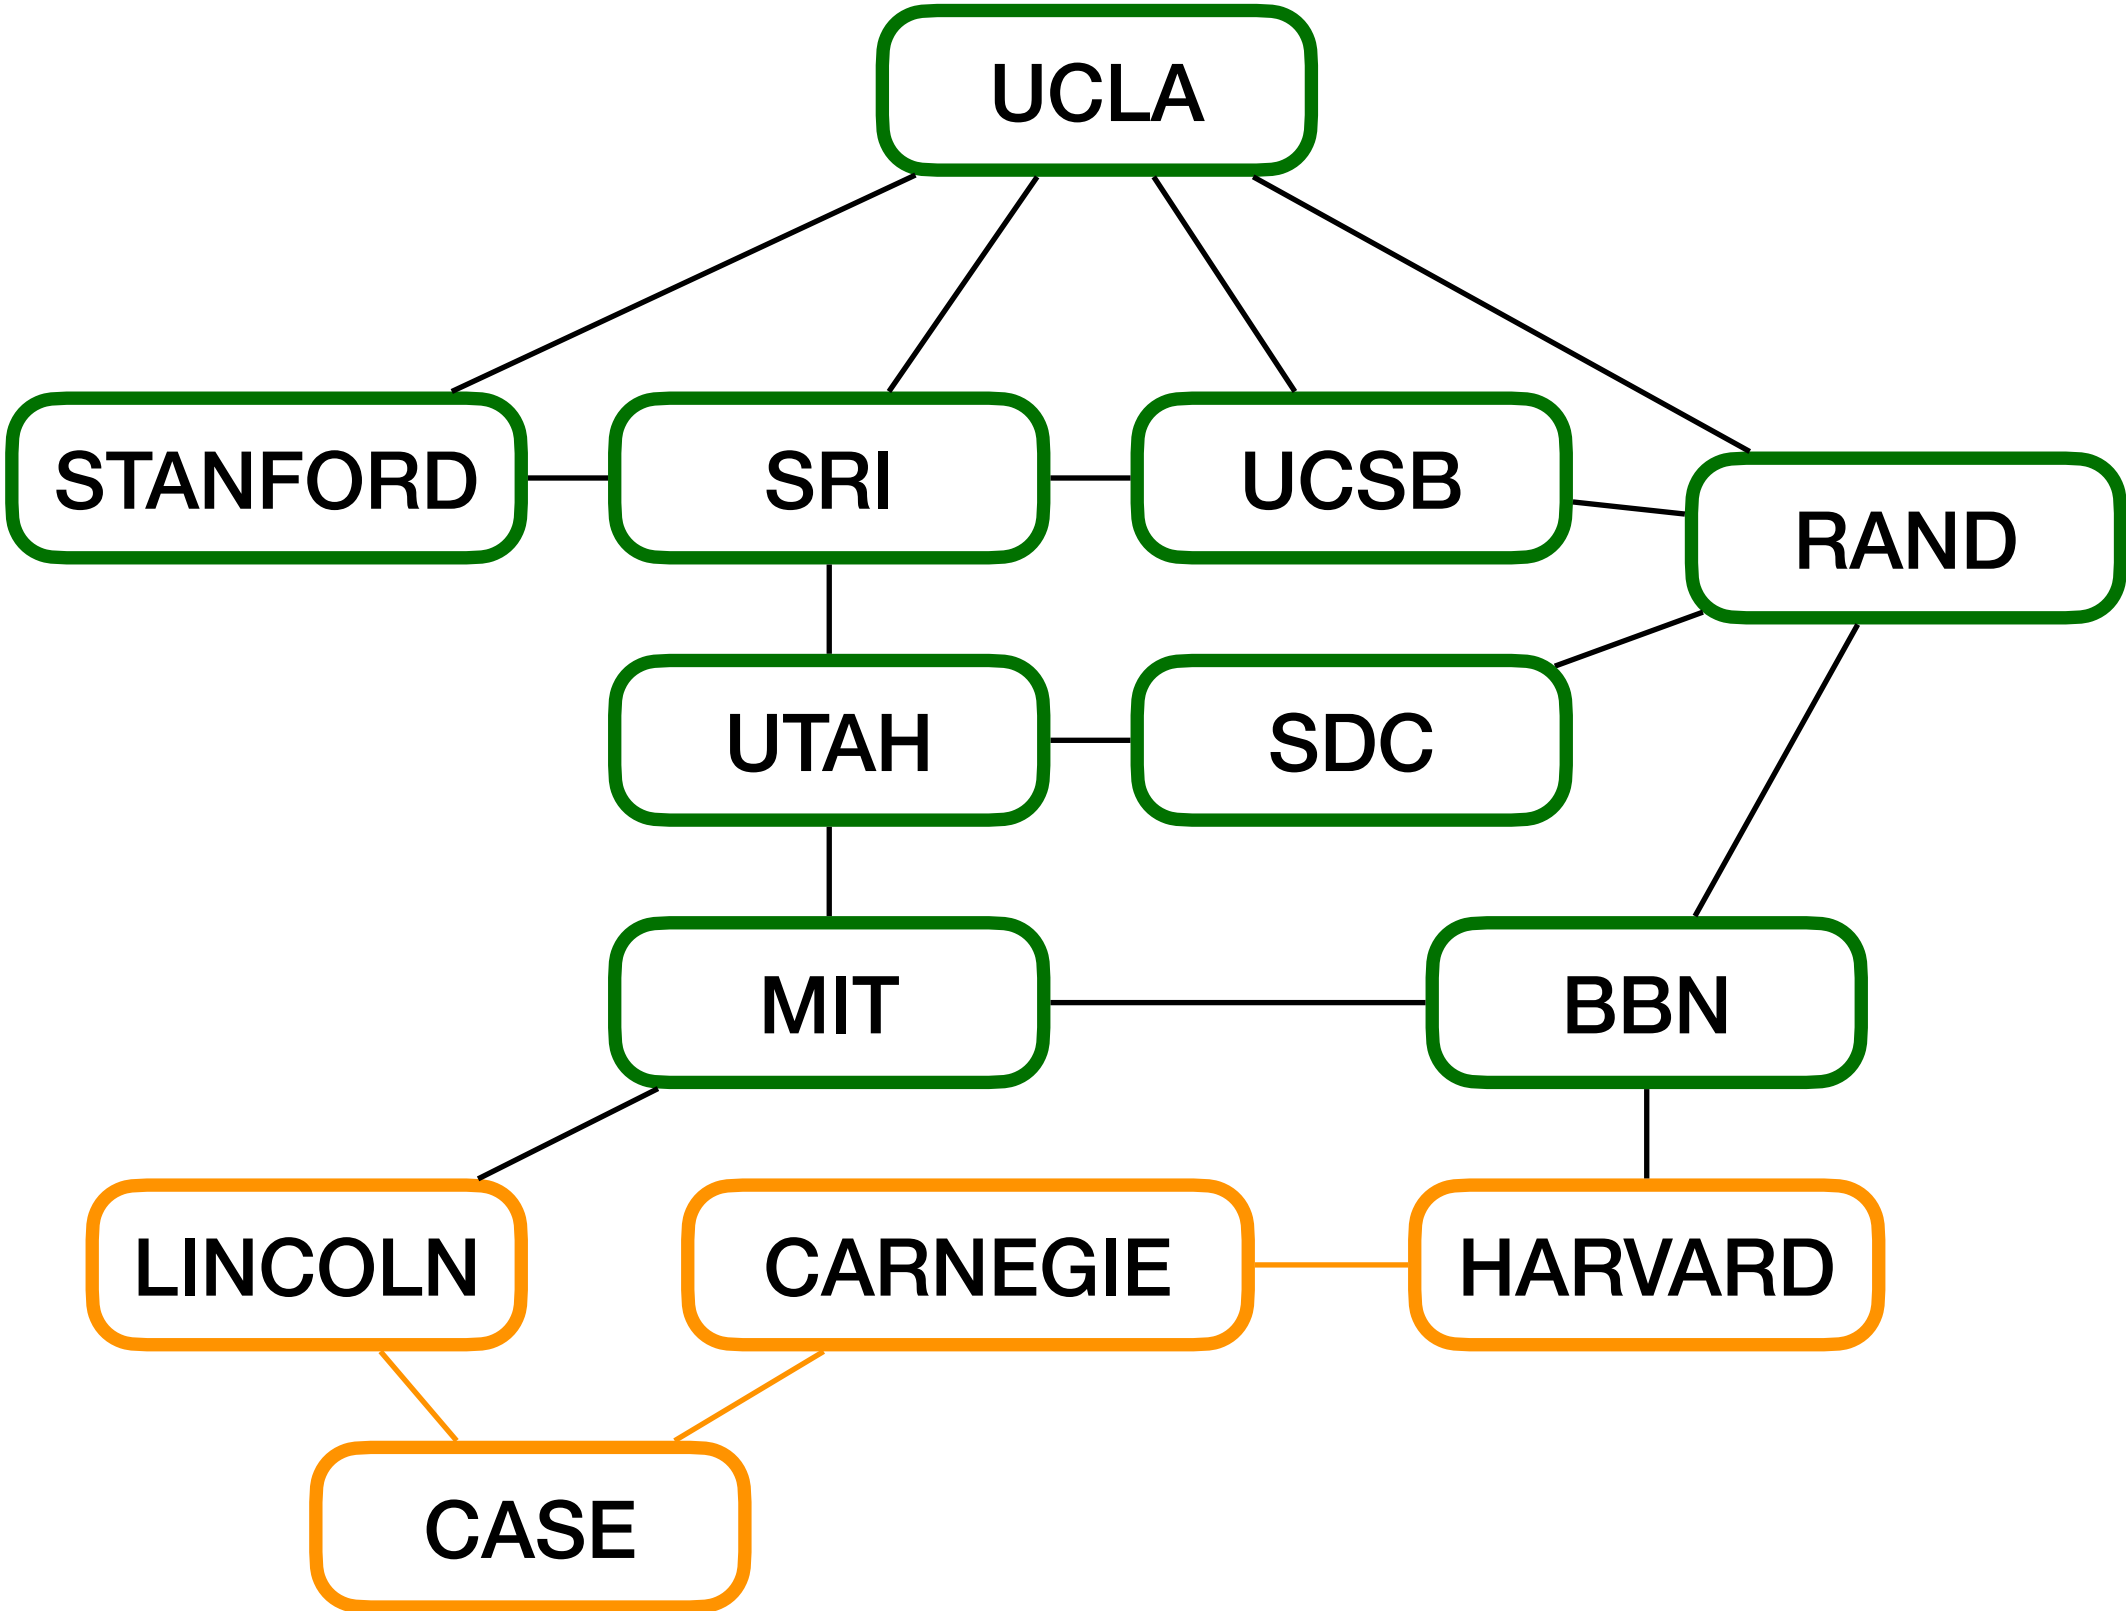 UCLA
STANFORD
SRI
UCSB
RAND
UTAH
SDC
MIT
BBN
LINCOLN
CARNEGIE
HARVARD
CASE